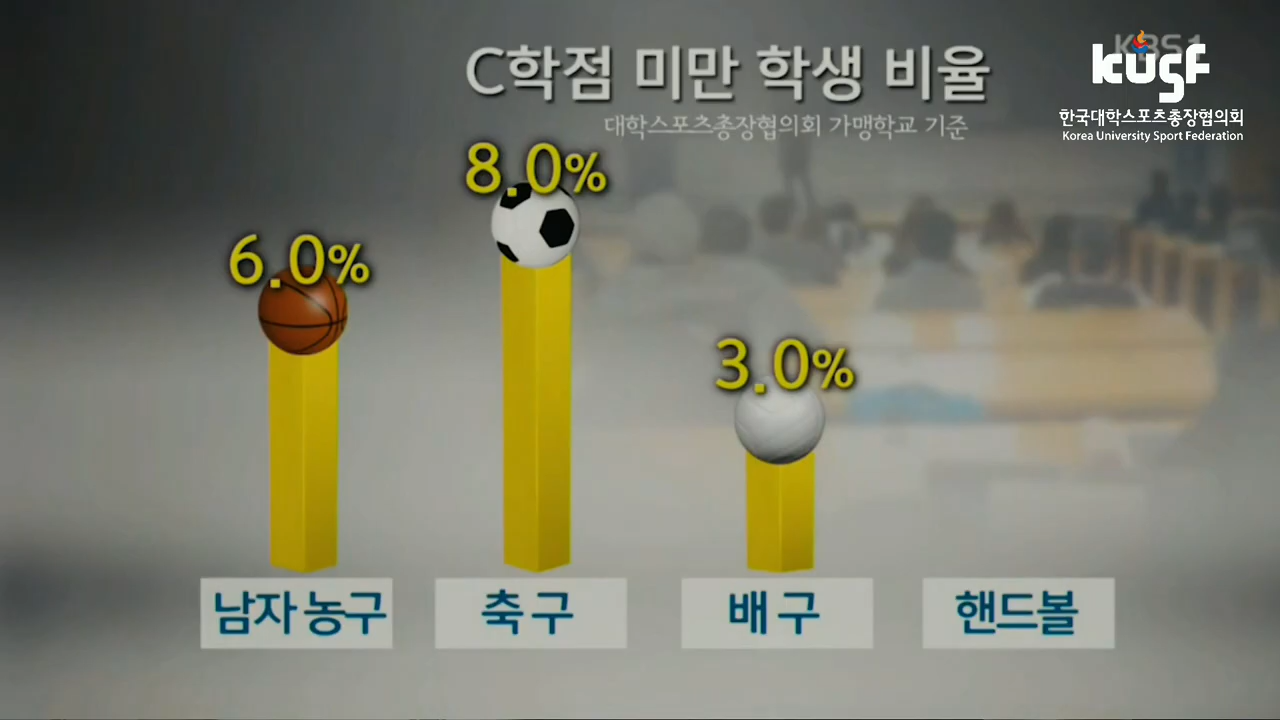 C학점 미만 학생 비율
대학스포츠총장협의회 가맹학교 기준
KBS1
kusf
한국대학스포츠총장협의회
Korea University Sport Federation
8.0%
6.0%
3.0%
남자 농구
축 구
배 구
핸드볼